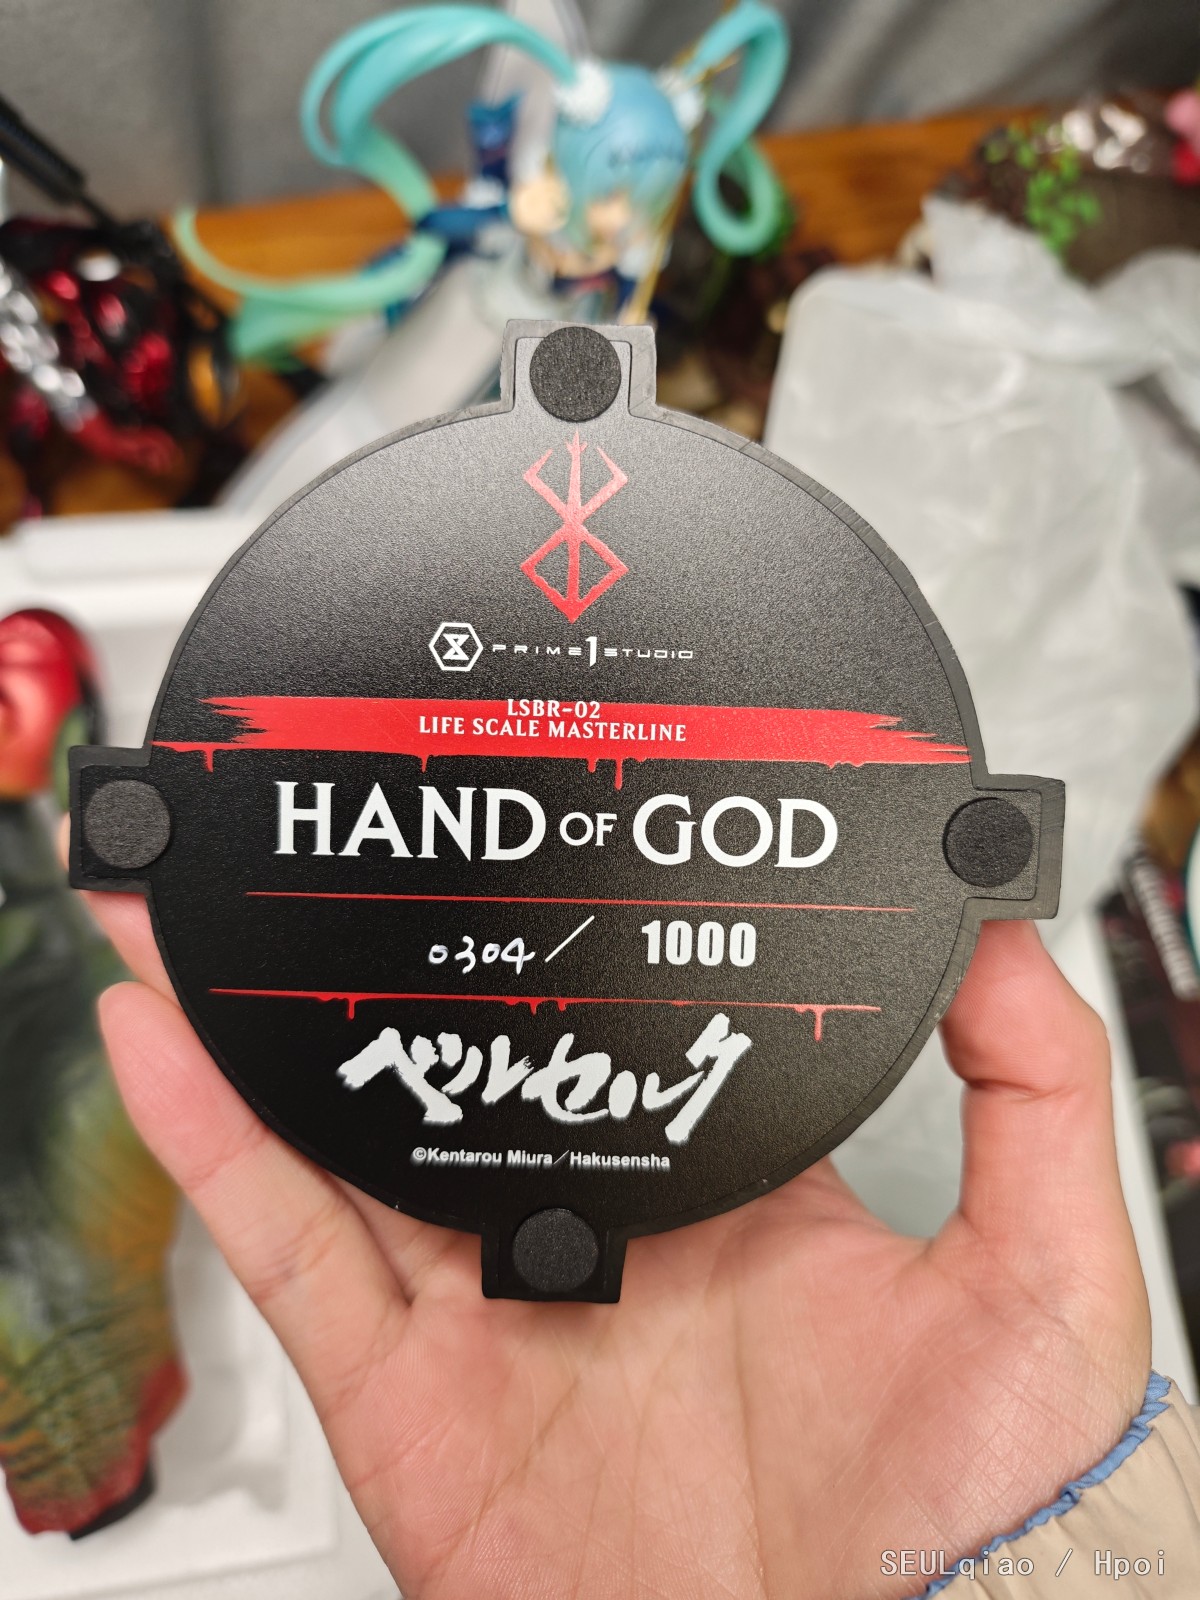 PRIME 1 STUDIO
LSBR-02
LIFE SCALE MASTERLINE
HAND OF GOD
0304/ 1000
ベルセルク
©Kentarou Miura／Hakusensha
SEULqiao / Hpoi